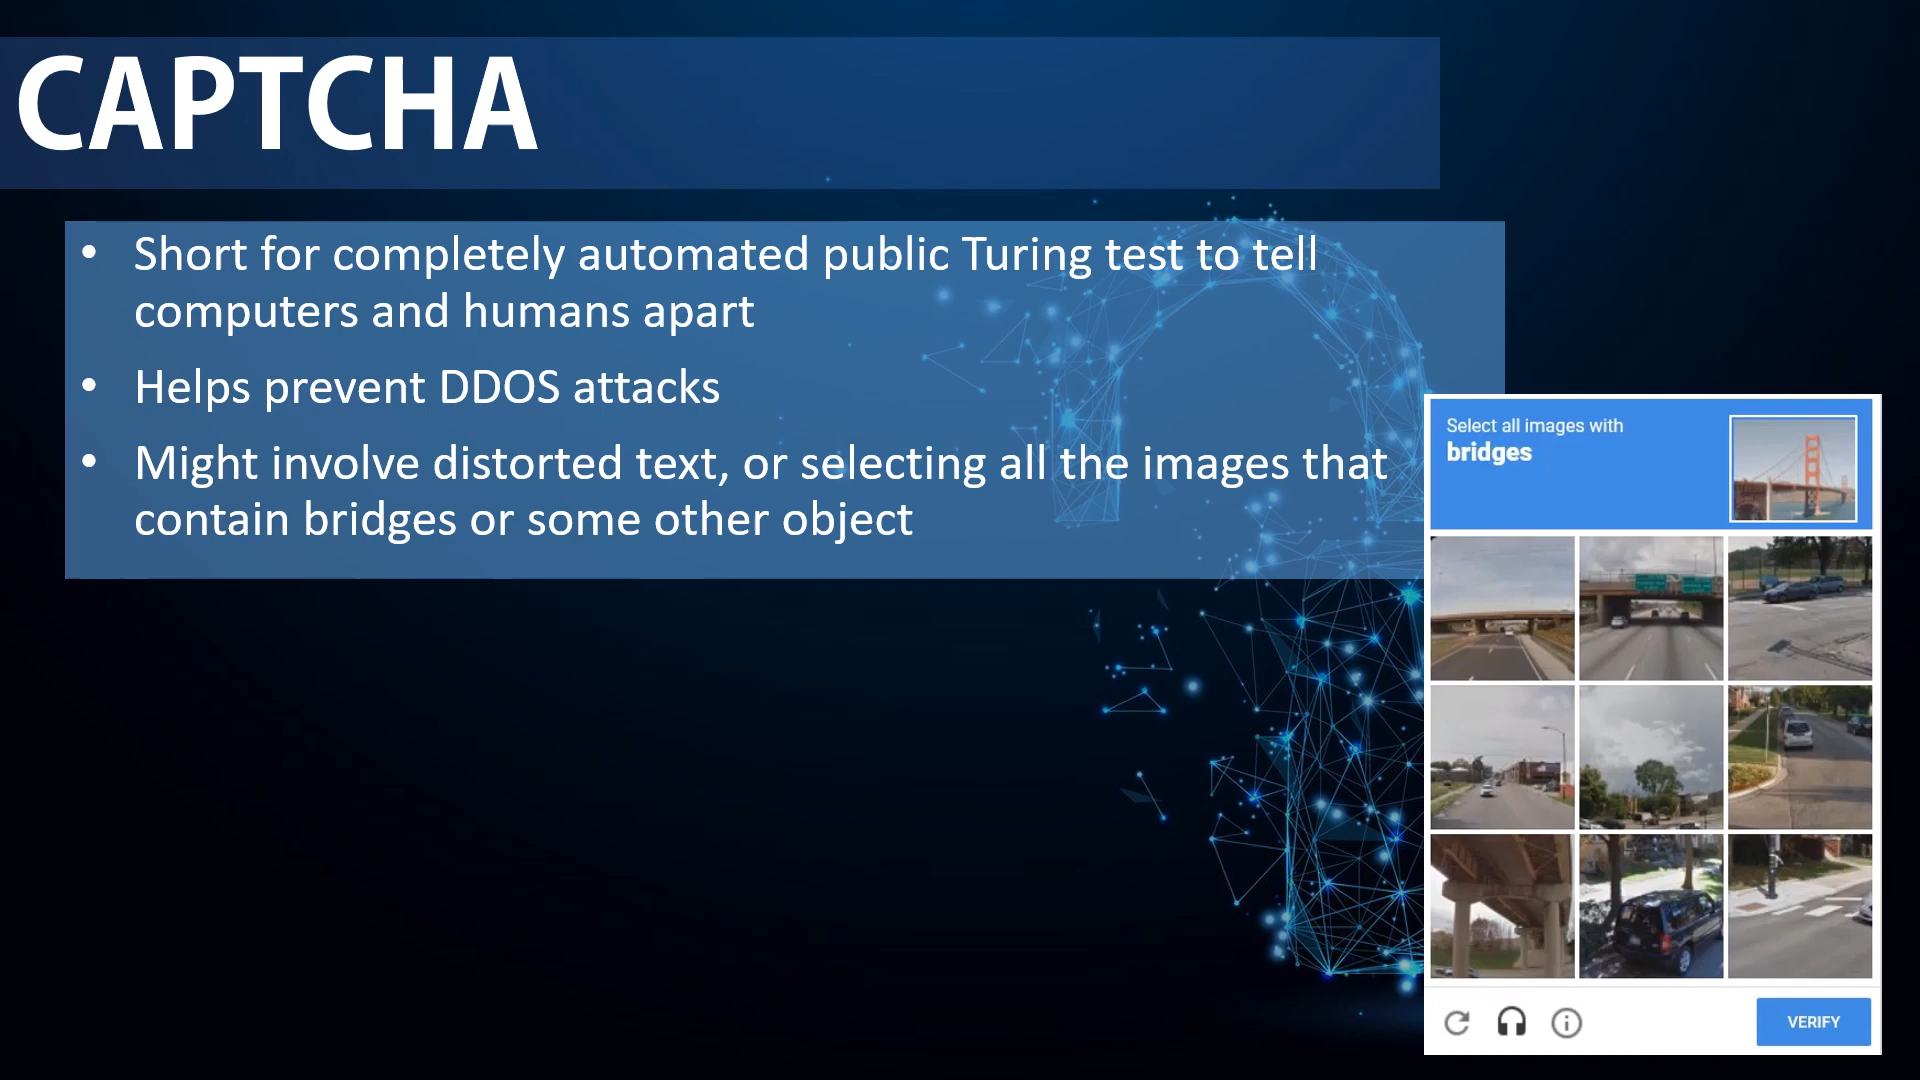 CAPTCHA
• Short for completely automated public Turing test to tell
computers and humans apart
• Helps prevent DDOS attacks
• Might involve distorted text, or selecting all the images that
contain bridges or some other object
Select all images with
bridges
VERIFY